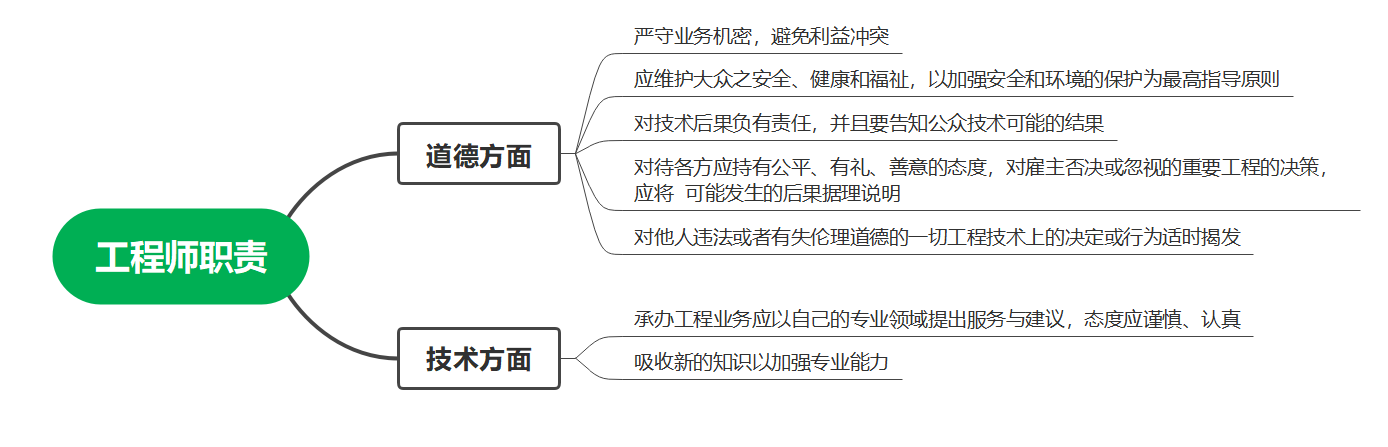 工程师职责
道德方面
严守业务机密，避免利益冲突
应维护大众之安全、健康和福祉，以加强安全和环境的保护为最高指导原则
对技术后果负有责任，并且要告知公众技术可能的结果
对待各方应持有公平、有礼、善意的态度，对雇主否决或忽视的重要工程的决策，
应将  可能发生的后果据理说明
对他人违法或者有失伦理道德的一切工程技术上的决定或行为适时揭发
技术方面
承办工程业务应以自己的专业领域提出服务与建议，态度应谨慎、认真
吸收新的知识以加强专业能力